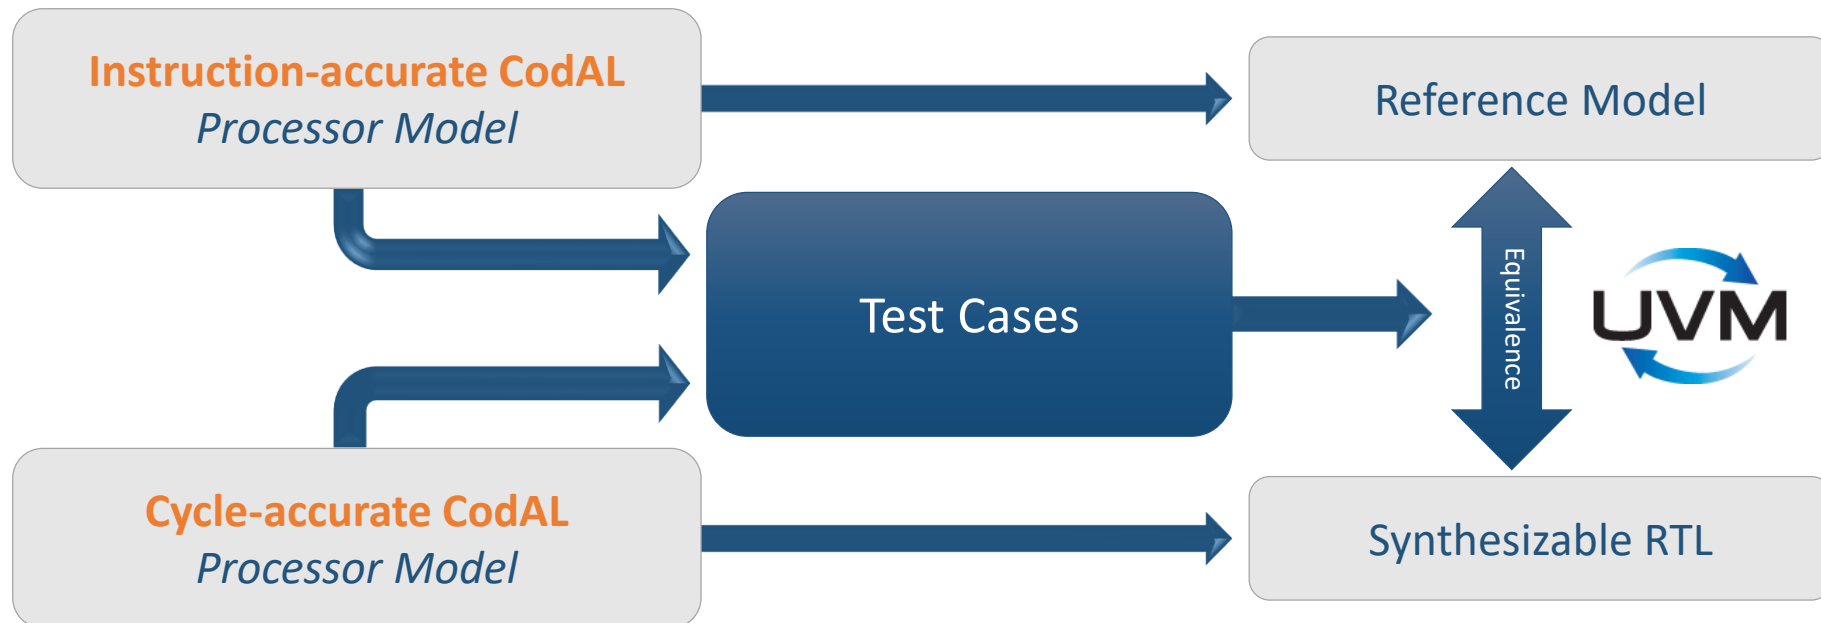 Instruction-accurate CodAL
Processor Model
Reference Model
Test Cases
Equivalence
UVM
Cycle-accurate CodAL
Processor Model
Synthesizable RTL